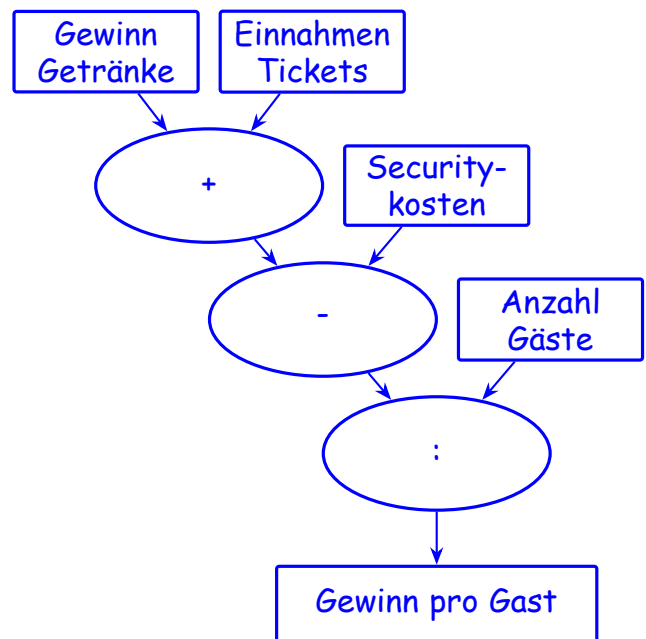 Gewinn
Getränke
Einnahmen
Tickets
+
Security-
kosten
-
Anzahl
Gäste
:
Gewinn pro Gast